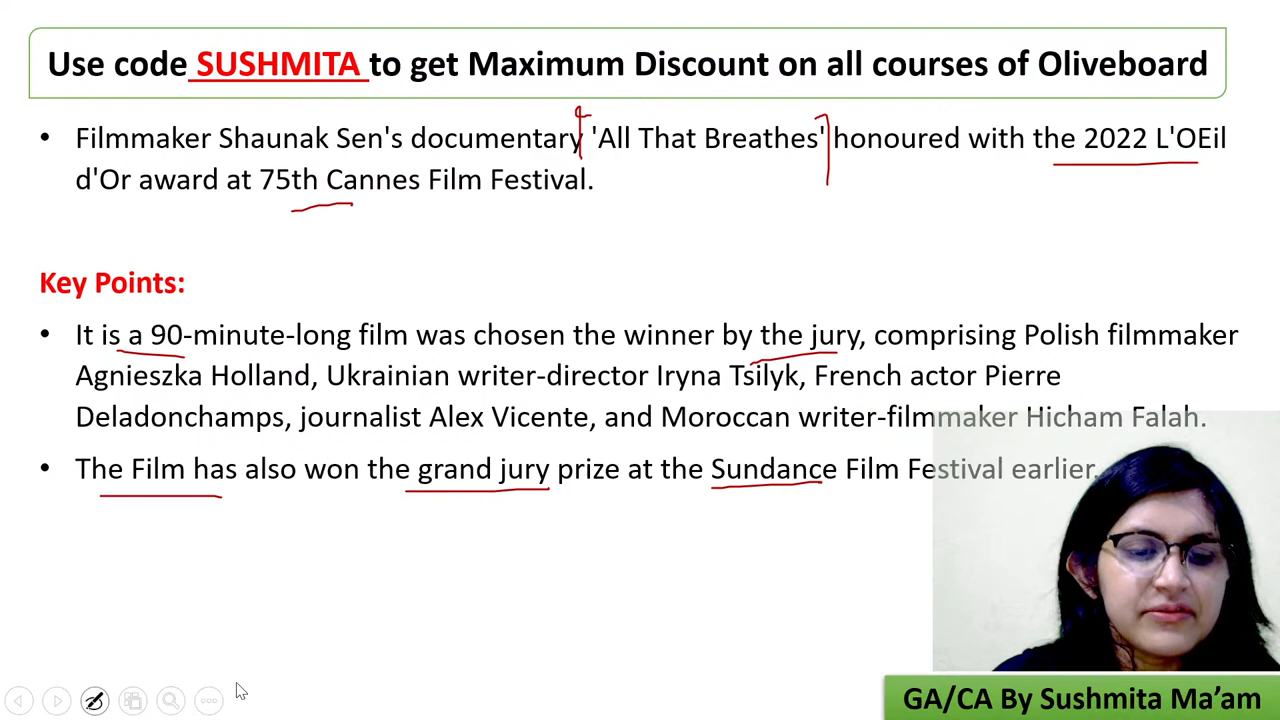 Use code SUSHMITA to get Maximum Discount on all courses of Oliveboard
• Filmmaker Shaunak Sen's documentary 'All That Breathes' honoured with the 2022 L'OEil
d'Or award at 75th Cannes Film Festival.
Key Points:
• It is a 90-minute-long film was chosen the winner by the jury, comprising Polish filmmaker
Agnieszka Holland, Ukrainian writer-director Iryna Tsilyk, French actor Pierre
Deladonchamps, journalist Alex Vicente, and Moroccan writer-filmmaker Hicham Falah.
• The Film has also won the grand jury prize at the Sundance Film Festival earlier.
GA/CA By Sushmita Ma'am